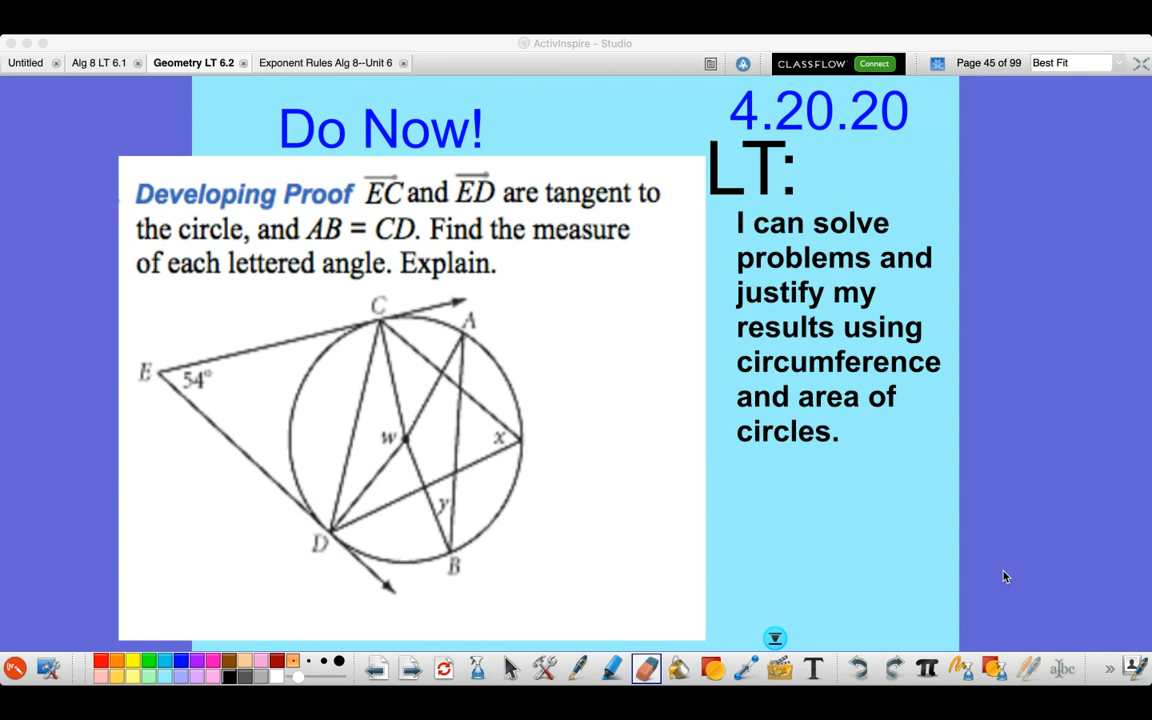 ActivInspire - Studio
Untitled
Alg 8 LT 6.1
Geometry LT 6.2
Exponent Rules Alg 8--Unit 6
CLASSFLOW
Connect
Page 45 of 99
Best Fit
Do Now!
4.20.20
LT:
I can solve
problems and
justify my
results using
circumference
and area of
circles.
Developing Proof EC and ED are tangent to
the circle, and AB = CD. Find the measure
of each lettered angle. Explain.
C
A
E
54°
w
x
y
D
B
T
π
abc
»